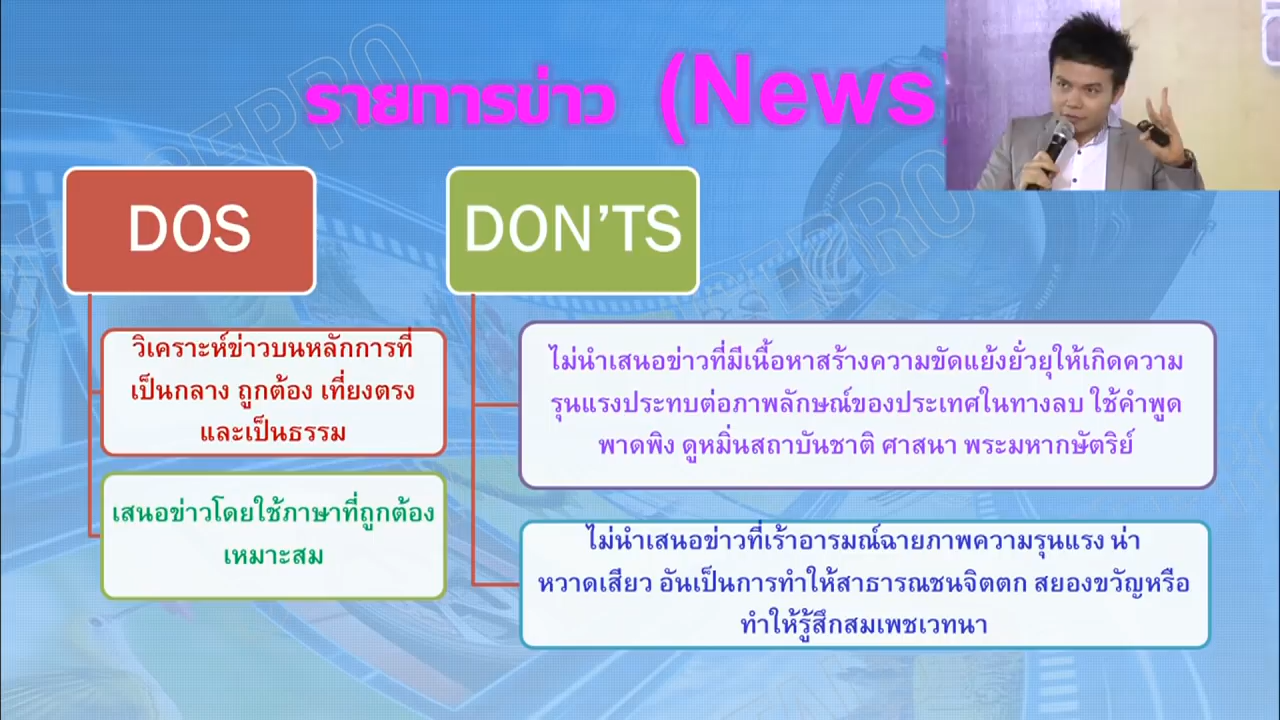 รายการข่าว (News)
DOS
DON'TS
วิเคราะห์ข่าวบนหลักการที่
เป็นกลาง ถูกต้อง เที่ยงตรง
และเป็นธรรม
เสนอข่าวโดยใช้ภาษาที่ถูกต้อง
เหมาะสม
ไม่นำเสนอข่าวที่มีเนื้อหาสร้างความขัดแย้งยั่วยุให้เกิดความ
รุนแรงประทบต่อภาพลักษณ์ของประเทศในทางลบ ใช้คำพูด
พาดพิง ดูหมิ่นสถาบันชาติ ศาสนา พระมหากษัตริย์
ไม่นำเสนอข่าวที่เร้าอารมณ์ฉายภาพความรุนแรง น่า
หวาดเสียว อันเป็นการทำให้สาธารณชนจิตตก สยองขวัญหรือ
ทำให้รู้สึกสมเพชเวทนา